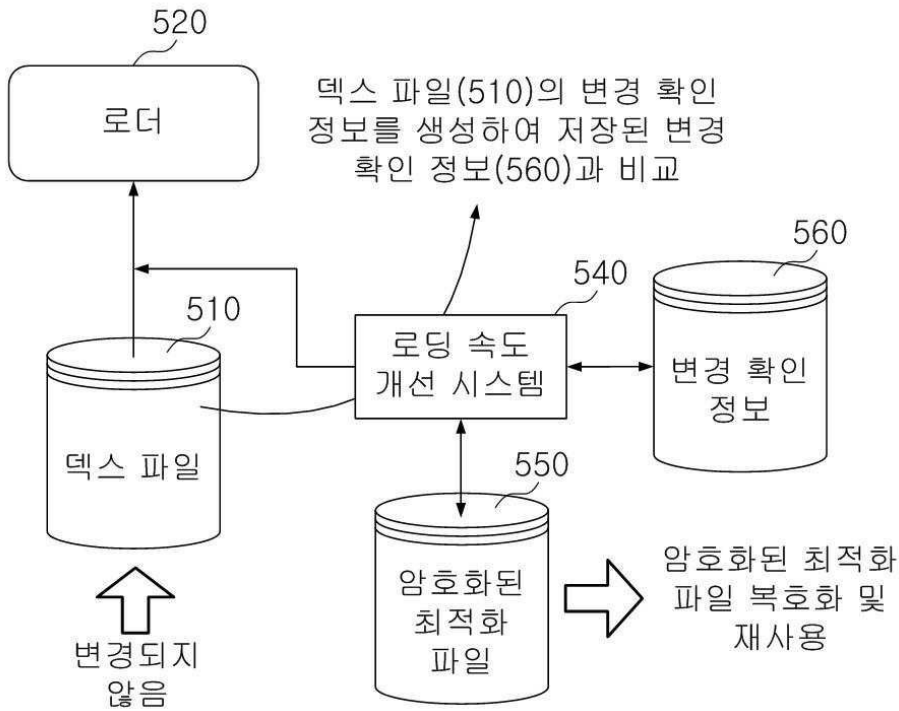 520
로더
덱스 파일(510)의 변경 확인
정보를 생성하여 저장된 변경
확인 정보(560)과 비교
560
540
510
로딩 속도
개선 시스템
변경 확인
정보
덱스 파일
550
암호화된
최적화
파일
암호화된 최적화
파일 복호화 및
재사용
변경되지
않음